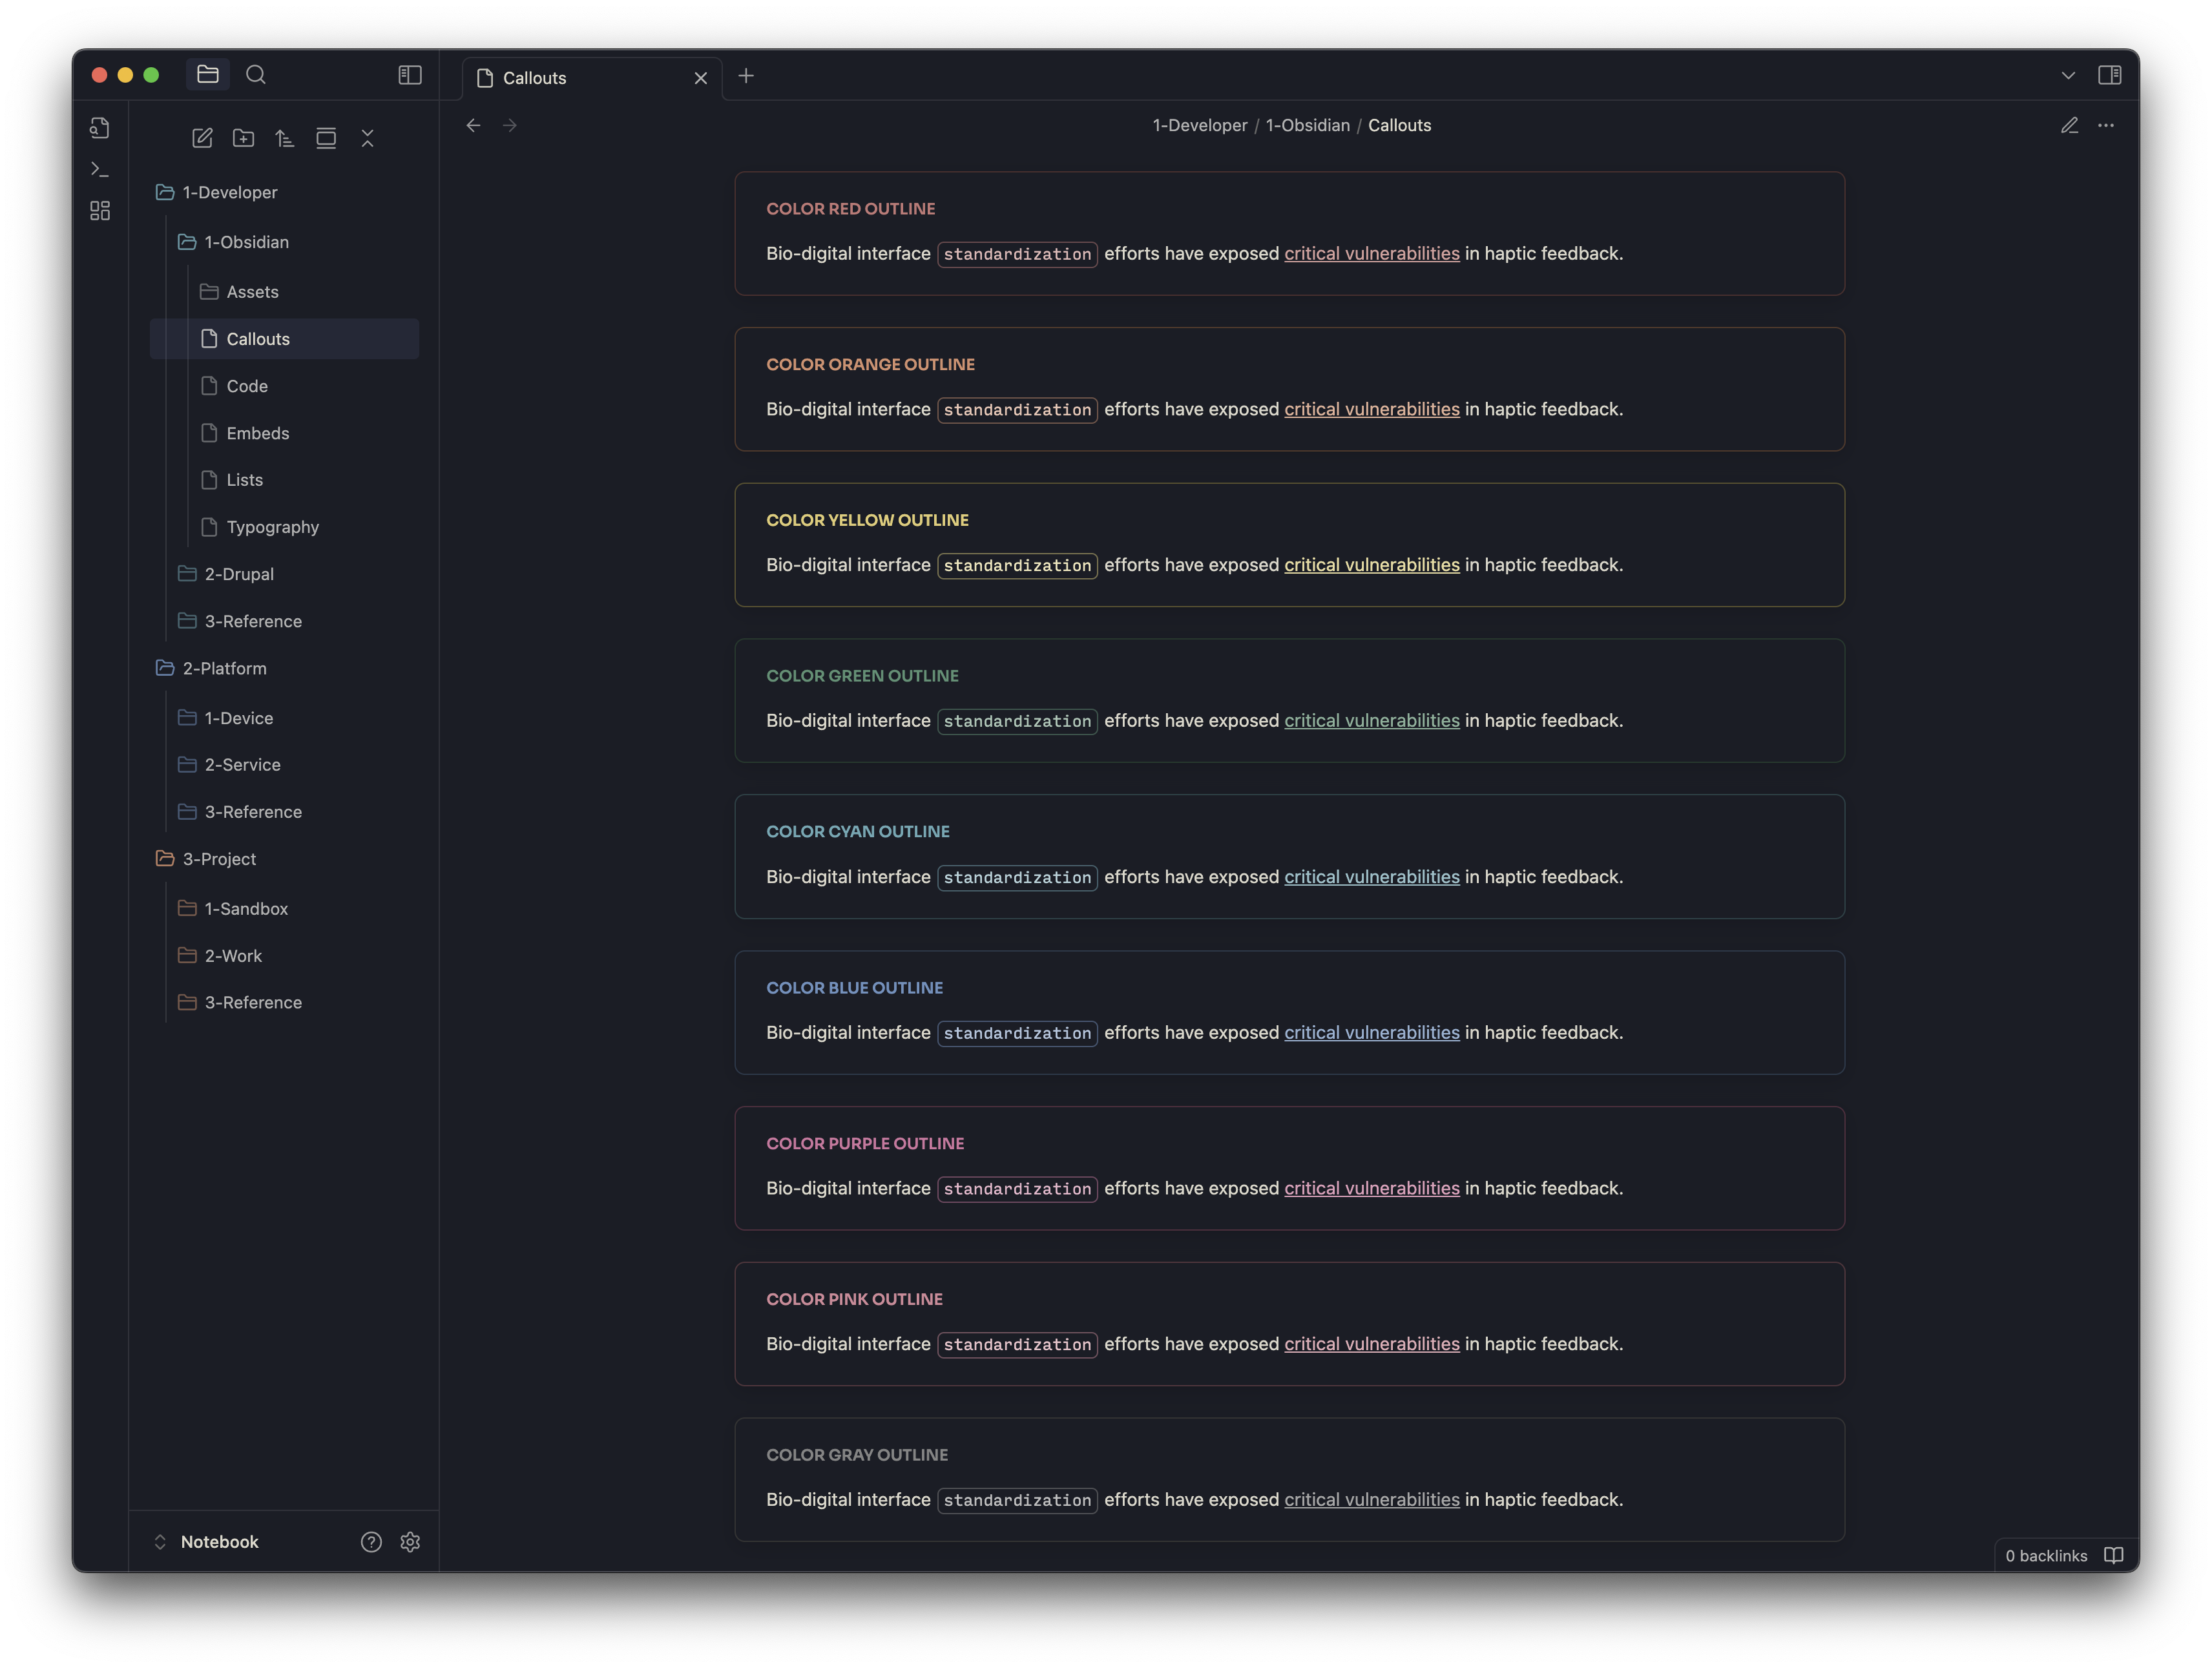 Callouts
1-Developer / 1-Obsidian / Callouts
1-Developer
1-Obsidian
Assets
Callouts
Code
Embeds
Lists
Typography
2-Drupal
3-Reference
2-Platform
1-Device
2-Service
3-Reference
3-Project
1-Sandbox
2-Work
3-Reference
Notebook
COLOR RED OUTLINE
Bio-digital interface standardization efforts have exposed critical vulnerabilities in haptic feedback.
COLOR ORANGE OUTLINE
Bio-digital interface standardization efforts have exposed critical vulnerabilities in haptic feedback.
COLOR YELLOW OUTLINE
Bio-digital interface standardization efforts have exposed critical vulnerabilities in haptic feedback.
COLOR GREEN OUTLINE
Bio-digital interface standardization efforts have exposed critical vulnerabilities in haptic feedback.
COLOR CYAN OUTLINE
Bio-digital interface standardization efforts have exposed critical vulnerabilities in haptic feedback.
COLOR BLUE OUTLINE
Bio-digital interface standardization efforts have exposed critical vulnerabilities in haptic feedback.
COLOR PURPLE OUTLINE
Bio-digital interface standardization efforts have exposed critical vulnerabilities in haptic feedback.
COLOR PINK OUTLINE
Bio-digital interface standardization efforts have exposed critical vulnerabilities in haptic feedback.
COLOR GRAY OUTLINE
Bio-digital interface standardization efforts have exposed critical vulnerabilities in haptic feedback.
0 backlinks